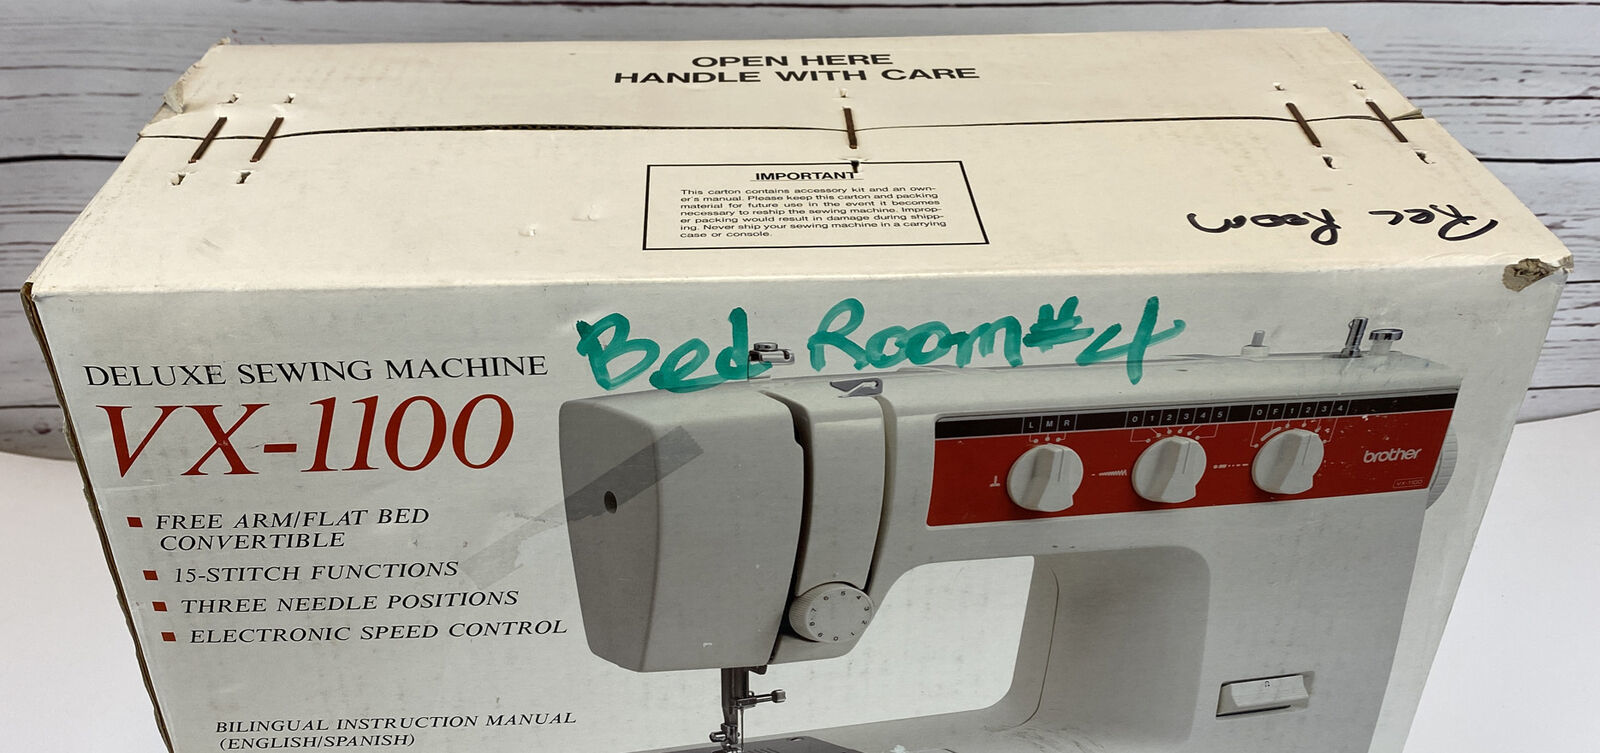 OPEN HERE
HANDLE WITH CARE
IMPORTANT
This carton contains accessory kit and an own-
er's manual. Please keep this carton and packing
material for future use in the event it becomes
necessary to reship the sewing machine. Improp-
er packing would result in damage during shipp-
ing. Never ship your sewing machine in a carrying
case or console.
Rec Room
Bed Room #4
DELUXE SEWING MACHINE
VX-1100
FREE ARM/FLAT BED
CONVERTIBLE
15-STITCH FUNCTIONS
THREE NEEDLE POSITIONS
ELECTRONIC SPEED CONTROL
BILINGUAL INSTRUCTION MANUAL
(ENGLISH/SPANISH)
L M R
0 1 2 3 4 5
0 F 1 2 3 4
brother
VX-1100